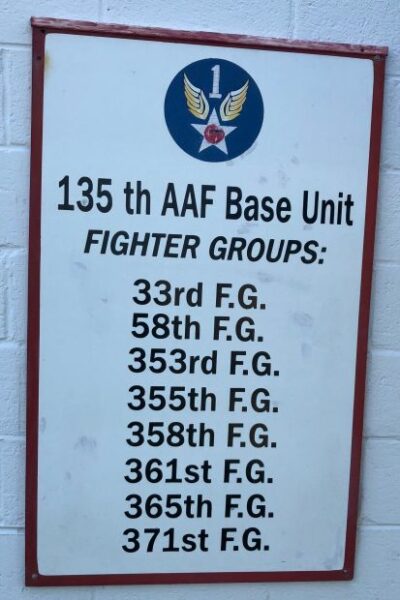 1
135 th AAF Base Unit
FIGHTER GROUPS:
33rd F.G.
58th F.G.
353rd F.G.
355th F.G.
358th F.G.
361st F.G.
365th F.G.
371st F.G.